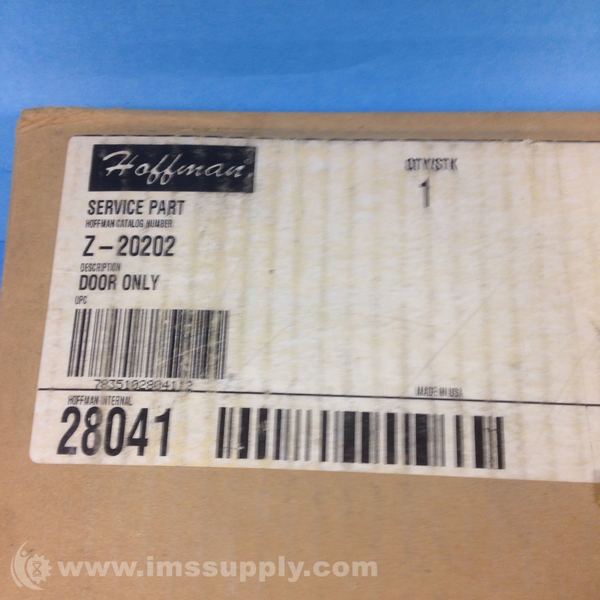 Hoffman
QTY/STK
1
SERVICE PART
HOFFMAN CATALOG NUMBER
Z-20202
DESCRIPTION
DOOR ONLY
UPC
MADE IN USA
HOFFMAN INTERNAL
28041
www.imssupply.com